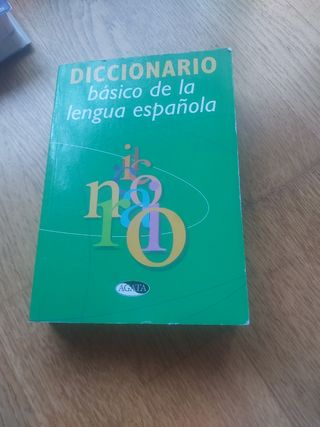 DICCIONARIO
básico de la
lengua española
AGATA